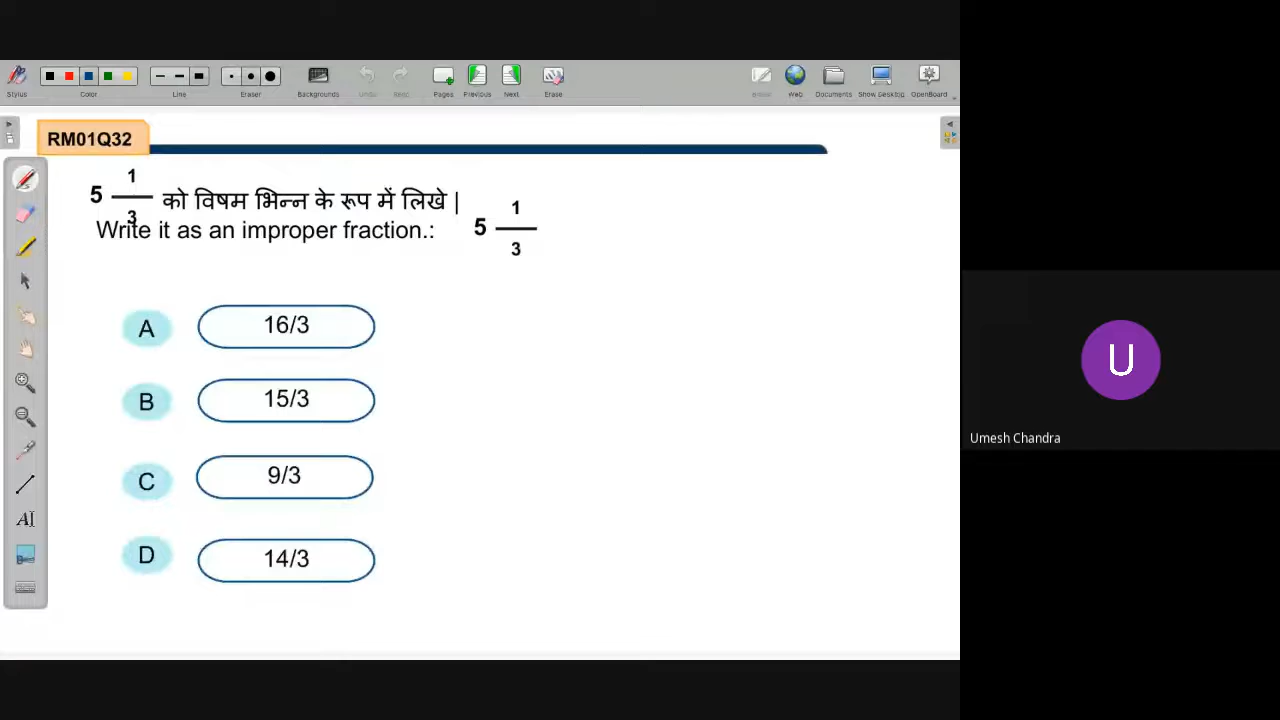 Stylus Color Line Eraser Backgrounds Undo Redo Pages Previous Next Erase Web Documents Show Desktop OpenBoard
RM01Q32
5 1/3 को विषम भिन्न के रूप में लिखे |
Write it as an improper fraction.: 5 1/3
A 16/3
B 15/3
C 9/3
D 14/3
AI
U
Umesh Chandra